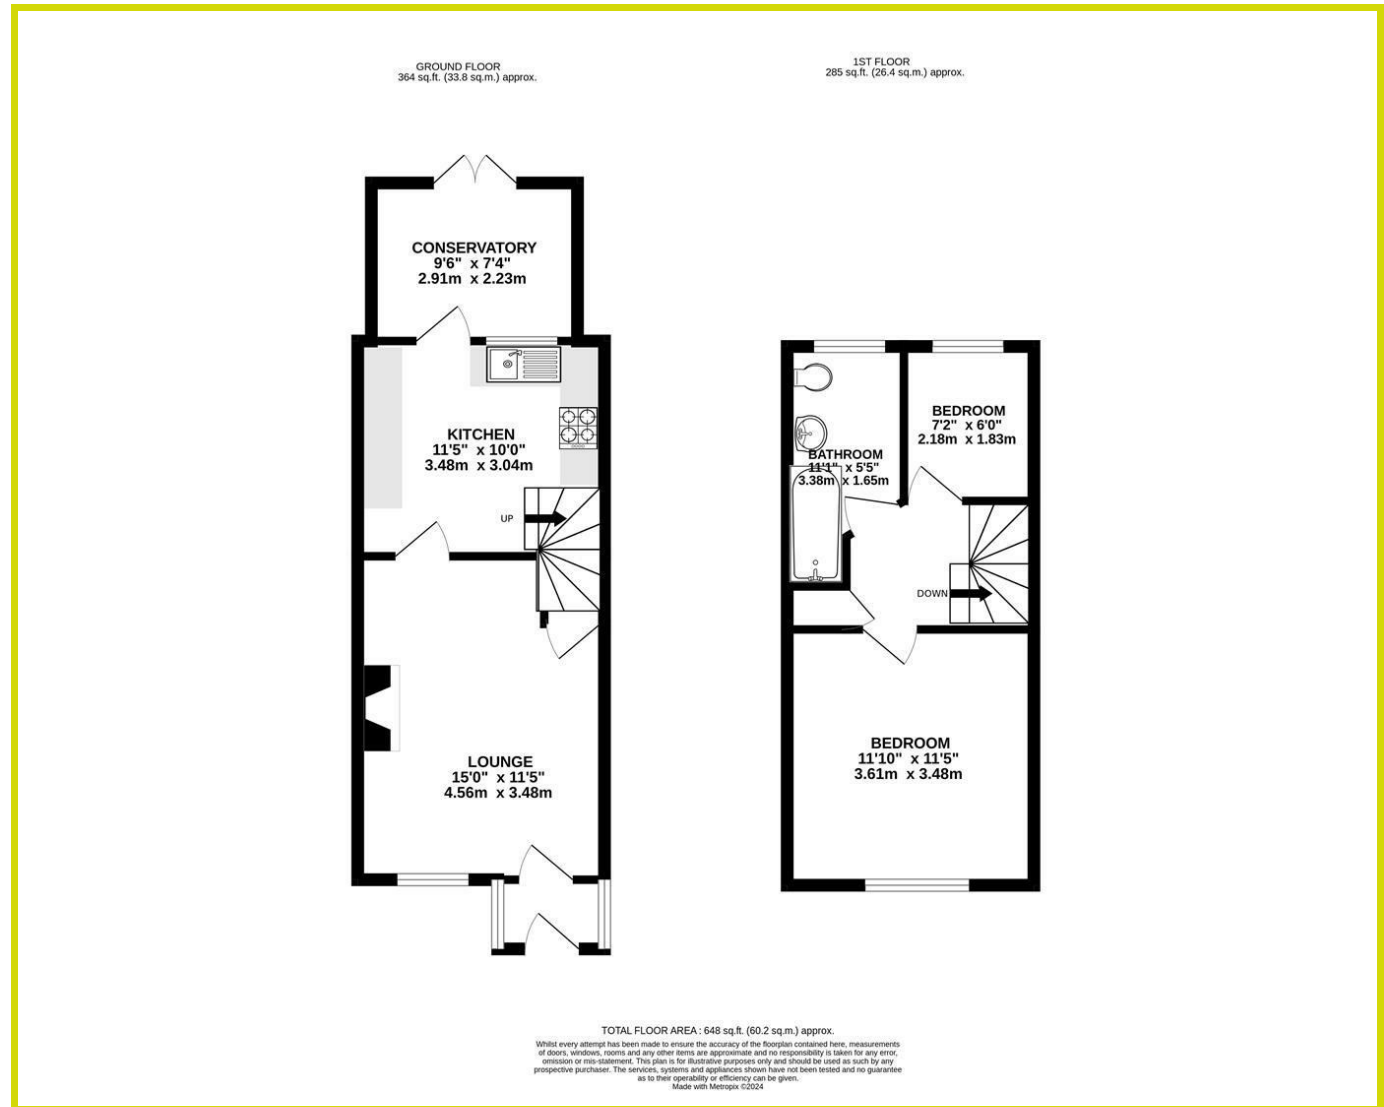 GROUND FLOOR
364 sq.ft. (33.8 sq.m.) approx.
1ST FLOOR
285 sq.ft. (26.4 sq.m.) approx.
CONSERVATORY
9'6" x 7'4"
2.91m x 2.23m
KITCHEN
11'5" x 10'0"
3.48m x 3.04m
UP
LOUNGE
15'0" x 11'5"
4.56m x 3.48m
BEDROOM
7'2" x 6'0"
2.18m x 1.83m
BATHROOM
11'1" x 5'5"
3.38m x 1.65m
DOWN
BEDROOM
11'10" x 11'5"
3.61m x 3.48m
TOTAL FLOOR AREA : 648 sq.ft. (60.2 sq.m.) approx.
Whilst every attempt has been made to ensure the accuracy of the floorplan contained here, measurements
of doors, windows, rooms and any other items are approximate and no responsibility is taken for any error,
omission or mis-statement. This plan is for illustrative purposes only and should be used as such by any
prospective purchaser. The services, systems and appliances shown have not been tested and no guarantee
as to their operability or efficiency can be given.
Made with Metropix ©2024